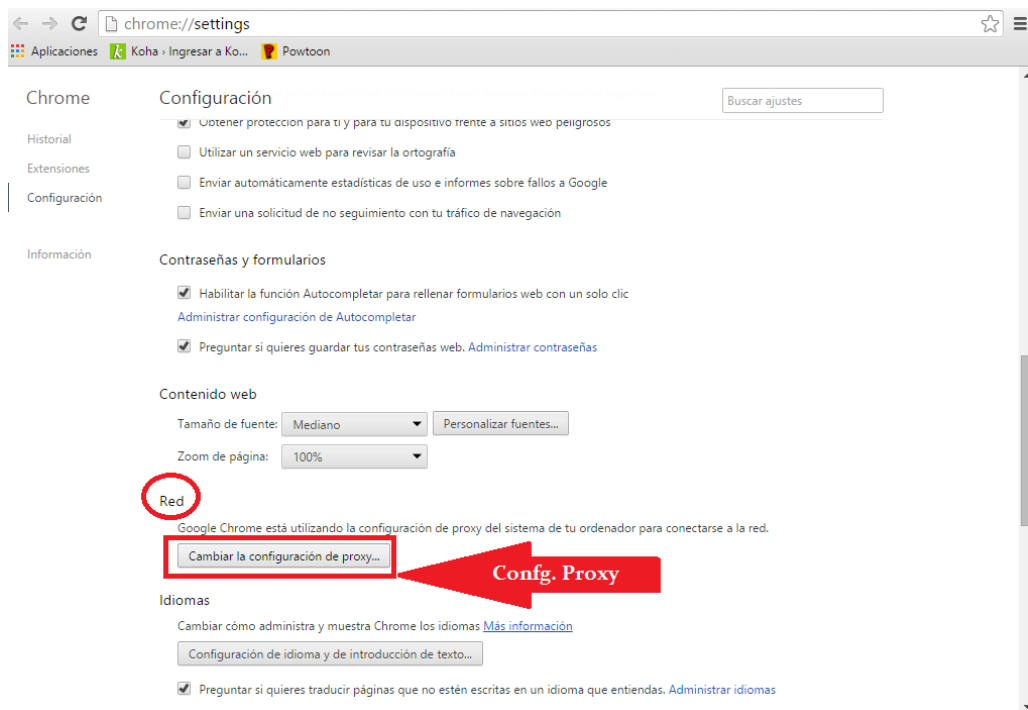 chrome://settings
Aplicaciones Koha › Ingresar a Ko... Powtoon
Chrome
Configuración
Buscar ajustes
Historial
Extensiones
Configuración
Información
Obtener protección para ti y para tu dispositivo frente a sitios web peligrosos
Utilizar un servicio web para revisar la ortografía
Enviar automáticamente estadísticas de uso e informes sobre fallos a Google
Enviar una solicitud de no seguimiento con tu tráfico de navegación
Contraseñas y formularios
Habilitar la función Autocompletar para rellenar formularios web con un solo clic
Administrar configuración de Autocompletar
Preguntar si quieres guardar tus contraseñas web. Administrar contraseñas
Contenido web
Tamaño de fuente: Mediano Personalizar fuentes...
Zoom de página: 100%
Red
Google Chrome está utilizando la configuración de proxy del sistema de tu ordenador para conectarse a la red.
Cambiar la configuración de proxy...
Confg. Proxy
Idiomas
Cambiar cómo administra y muestra Chrome los idiomas Más información
Configuración de idioma y de introducción de texto...
Preguntar si quieres traducir páginas que no estén escritas en un idioma que entiendas. Administrar idiomas